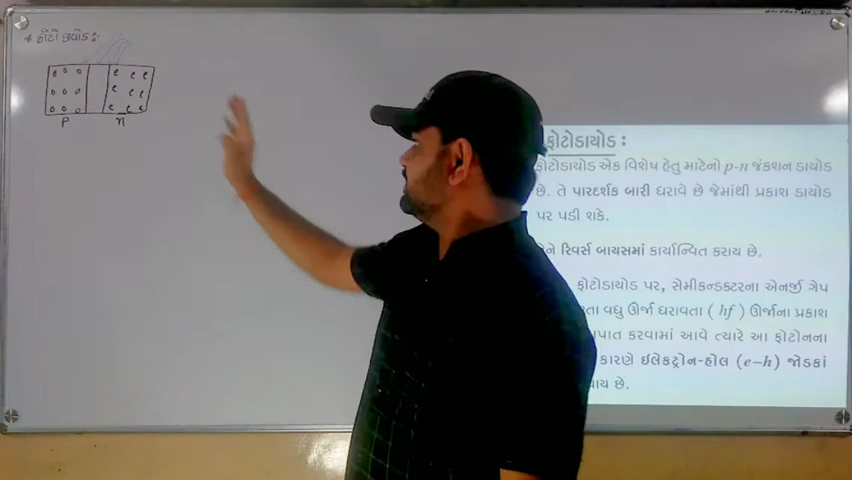 * ફોટો ડાયોડ :-
P n
ફોટોડાયોડ :
ફોટોડાયોડ એક વિશેષ હેતુ માટેનો p-n જંકશન ડાયોડ
છે. તે પારદર્શક બારી ધરાવે છે જેમાંથી પ્રકાશ ડાયોડ
પર પડી શકે.
રિવર્સ બાયસમાં કાર્યાન્વિત કરાય છે.
ફોટોડાયોડ પર, સેમીકન્ડક્ટરના એનર્જી ગેપ
વધુ ઊર્જા ધરાવતા ( hf ) ઊર્જાના પ્રકાશ
કરવામાં આવે ત્યારે આ ફોટોનના
કારણે ઈલેક્ટ્રોન-હોલ (e–h) જોડકાં
છે.